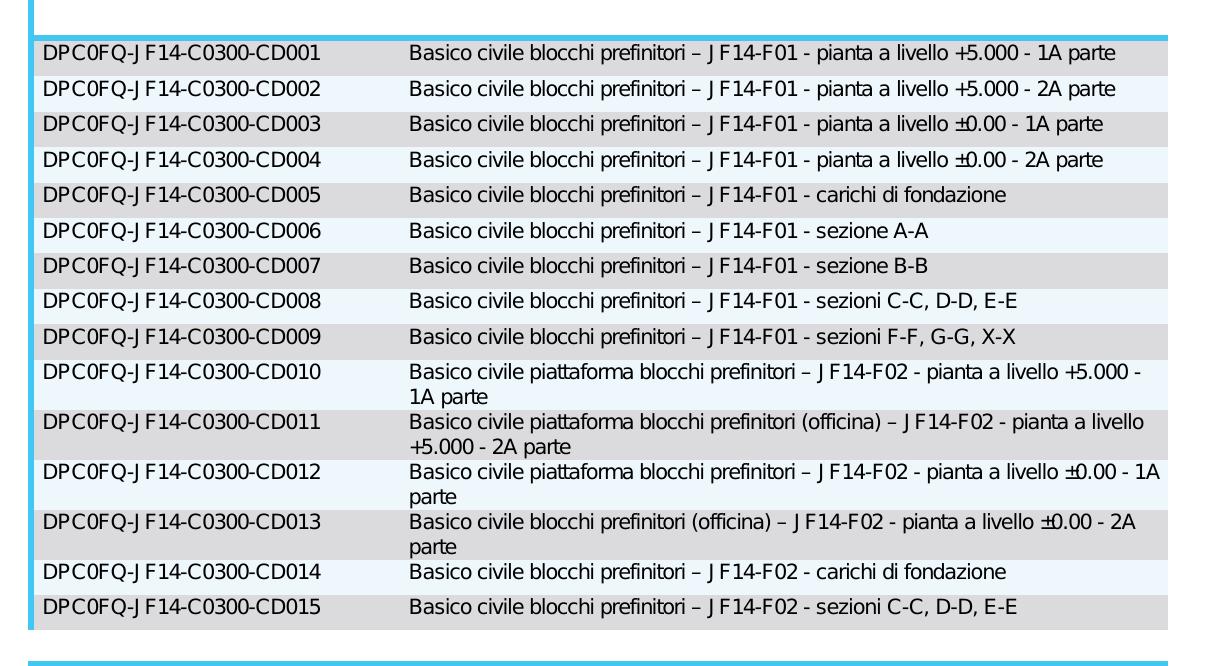 DPC0FQ-JF14-C0300-CD001 Basico civile blocchi prefinitori – JF14-F01 - pianta a livello +5.000 - 1A parte
DPC0FQ-JF14-C0300-CD002 Basico civile blocchi prefinitori – JF14-F01 - pianta a livello +5.000 - 2A parte
DPC0FQ-JF14-C0300-CD003 Basico civile blocchi prefinitori – JF14-F01 - pianta a livello ±0.00 - 1A parte
DPC0FQ-JF14-C0300-CD004 Basico civile blocchi prefinitori – JF14-F01 - pianta a livello ±0.00 - 2A parte
DPC0FQ-JF14-C0300-CD005 Basico civile blocchi prefinitori – JF14-F01 - carichi di fondazione
DPC0FQ-JF14-C0300-CD006 Basico civile blocchi prefinitori – JF14-F01 - sezione A-A
DPC0FQ-JF14-C0300-CD007 Basico civile blocchi prefinitori – JF14-F01 - sezione B-B
DPC0FQ-JF14-C0300-CD008 Basico civile blocchi prefinitori – JF14-F01 - sezioni C-C, D-D, E-E
DPC0FQ-JF14-C0300-CD009 Basico civile blocchi prefinitori – JF14-F01 - sezioni F-F, G-G, X-X
DPC0FQ-JF14-C0300-CD010 Basico civile piattaforma blocchi prefinitori – JF14-F02 - pianta a livello +5.000 -
1A parte
DPC0FQ-JF14-C0300-CD011 Basico civile piattaforma blocchi prefinitori (officina) – JF14-F02 - pianta a livello
+5.000 - 2A parte
DPC0FQ-JF14-C0300-CD012 Basico civile piattaforma blocchi prefinitori – JF14-F02 - pianta a livello ±0.00 - 1A
parte
DPC0FQ-JF14-C0300-CD013 Basico civile blocchi prefinitori (officina) – JF14-F02 - pianta a livello ±0.00 - 2A
parte
DPC0FQ-JF14-C0300-CD014 Basico civile blocchi prefinitori – JF14-F02 - carichi di fondazione
DPC0FQ-JF14-C0300-CD015 Basico civile blocchi prefinitori – JF14-F02 - sezioni C-C, D-D, E-E